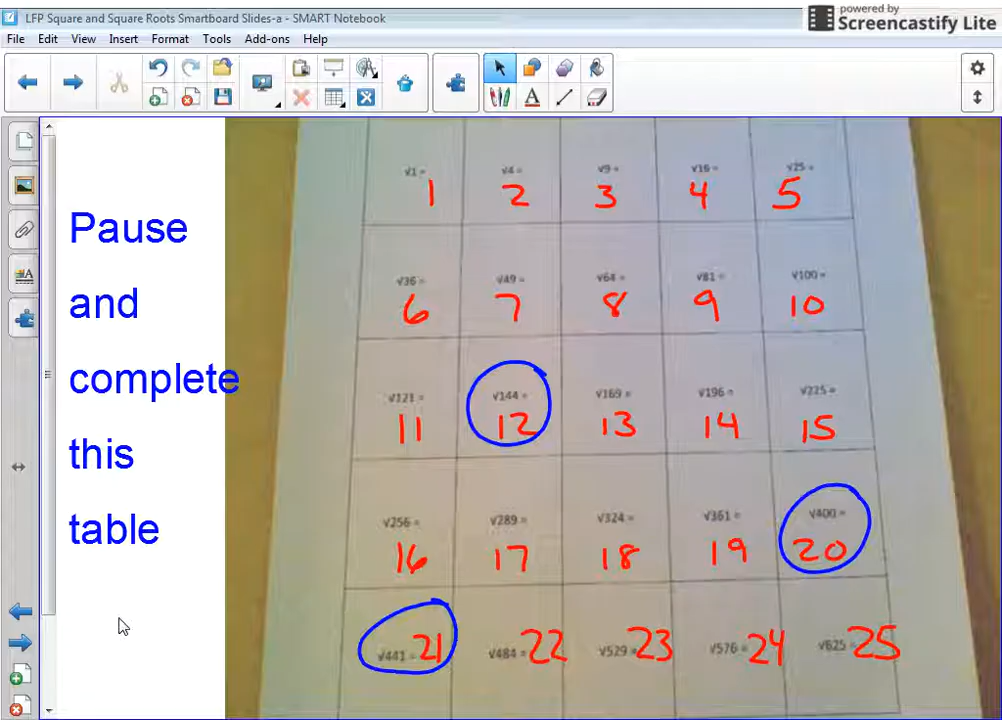 LFP Square and Square Roots Smartboard Slides-a - SMART Notebook
powered by
Screencastify Lite
File Edit View Insert Format Tools Add-ons Help
Pause
and
complete
this
table
√1 = √4 = √9 = √16 = √25 =
1 2 3 4 5
√36 = √49 = √64 = √81 = √100 =
6 7 8 9 10
√121 = √144 = √169 = √196 = √225 =
11 12 13 14 15
√256 = √289 = √324 = √361 = √400 =
16 17 18 19 20
√441 = 21 √484 = 22 √529 = 23 √576 = 24 √625 = 25